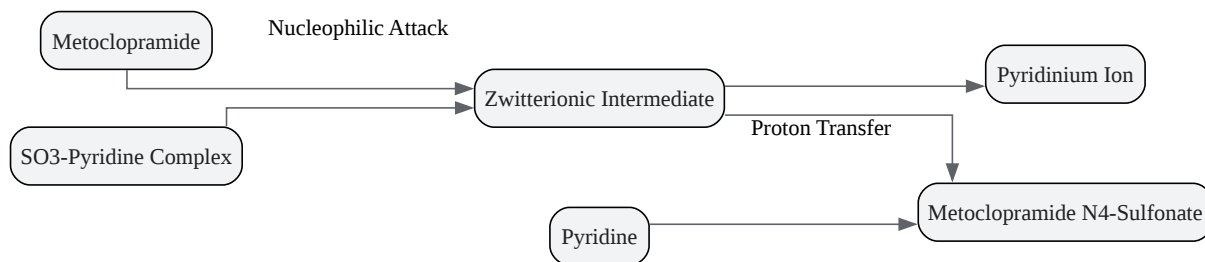 Nucleophilic Attack
Metoclopramide
Pyridinium Ion
Zwitterionic Intermediate
Proton Transfer
SO3-Pyridine Complex
Metoclopramide N4-Sulfonate
Pyridine